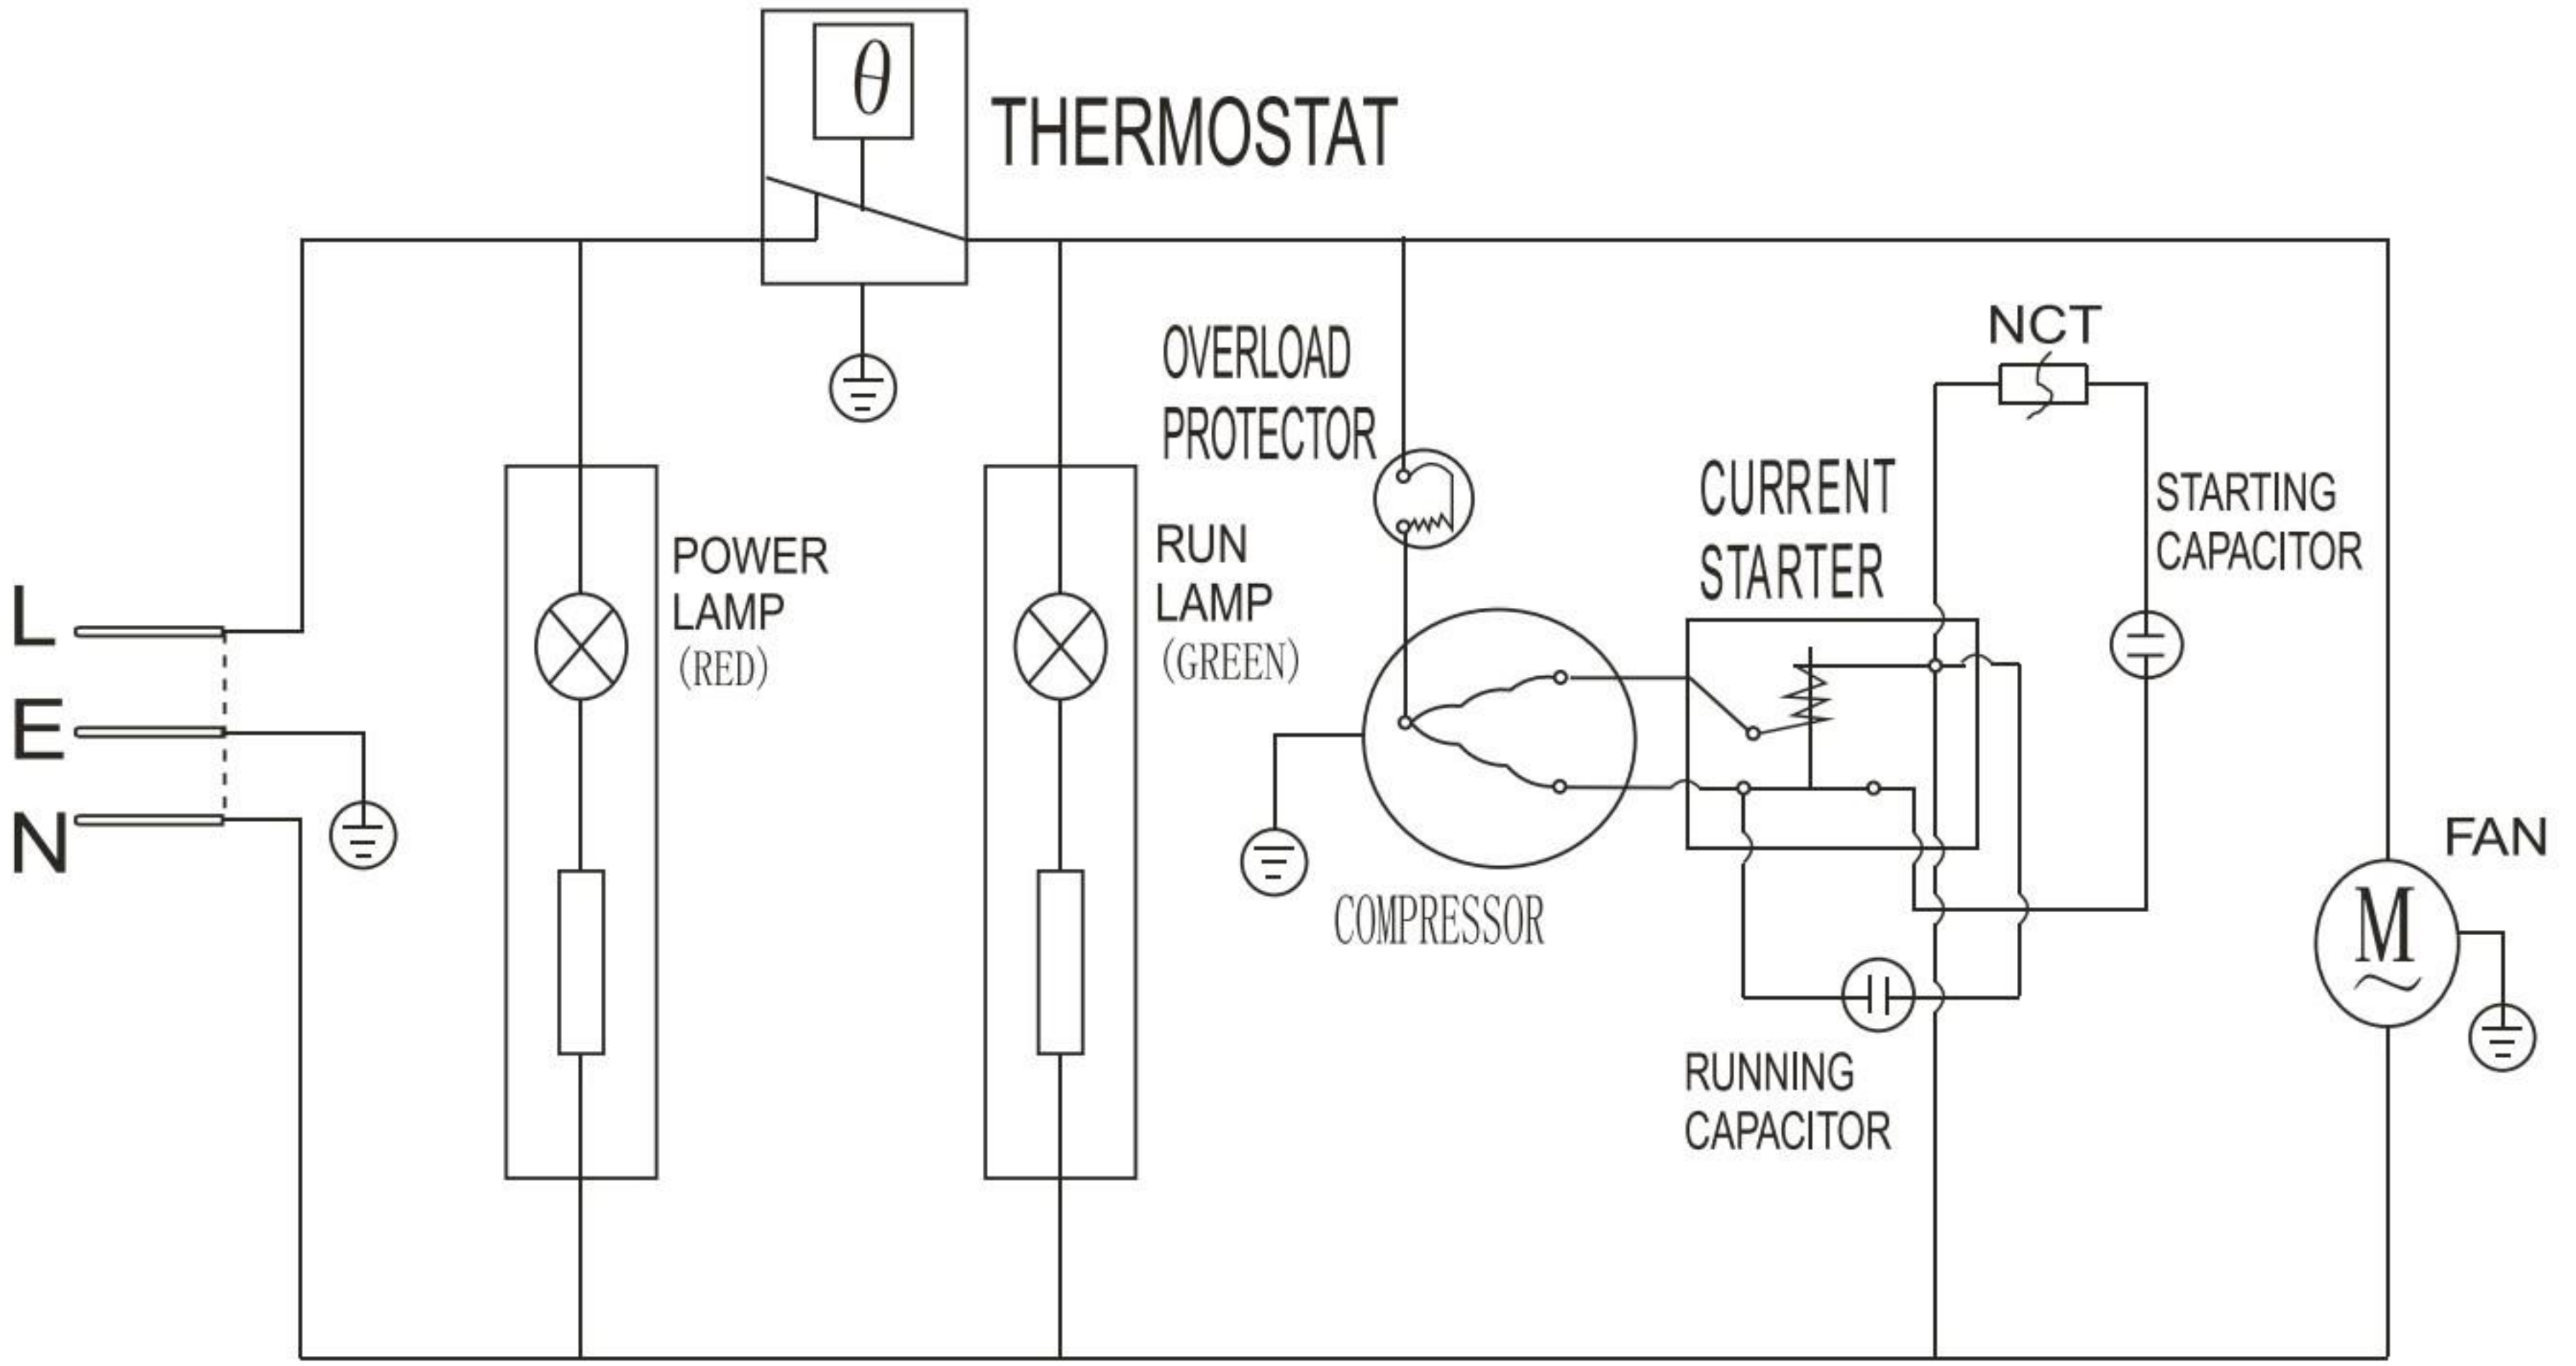 θ
THERMOSTAT
NCT
OVERLOAD
PROTECTOR
CURRENT
STARTER
STARTING
CAPACITOR
POWER
LAMP
(RED)
RUN
LAMP
(GREEN)
L
E
N
COMPRESSOR
FAN
M
~
RUNNING
CAPACITOR